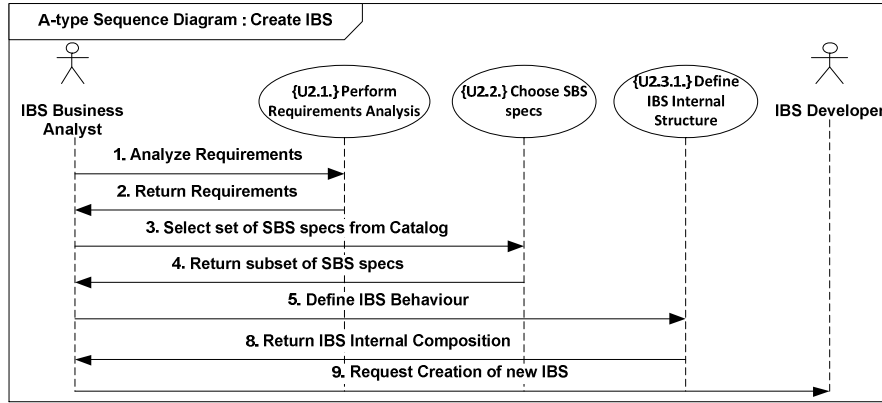 A-type Sequence Diagram : Create IBS
IBS Business
Analyst
{U2.1.} Perform
Requirements Analysis
{U2.2.} Choose SBS
specs
{U2.3.1.} Define
IBS Internal
Structure
IBS Developer
1. Analyze Requirements
2. Return Requirements
3. Select set of SBS specs from Catalog
4. Return subset of SBS specs
5. Define IBS Behaviour
8. Return IBS Internal Composition
9. Request Creation of new IBS